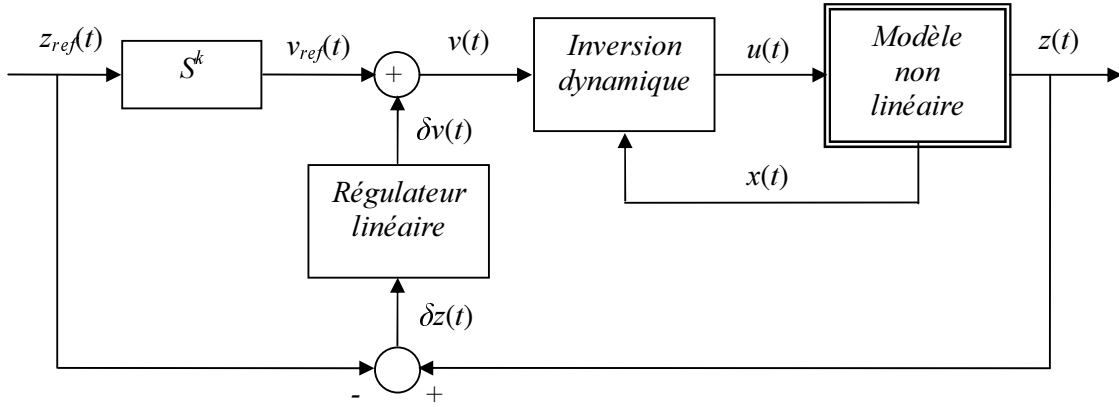 z_ref(t)
S^k
v_ref(t)
+
v(t)
Inversion
dynamique
u(t)
Modèle
non
linéaire
z(t)
δv(t)
x(t)
Régulateur
linéaire
δz(t)
- +